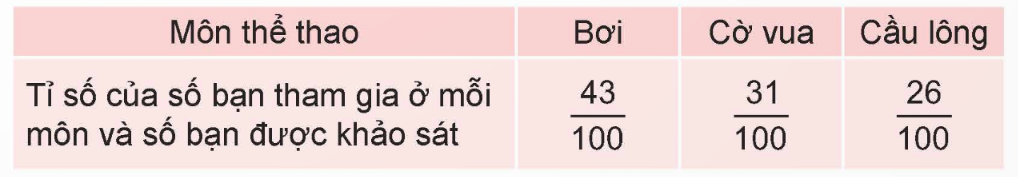 Môn thể thao Bơi Cờ vua Cầu lông
Tỉ số của số bạn tham gia ở mỗi môn và số bạn được khảo sát 43/100 31/100 26/100